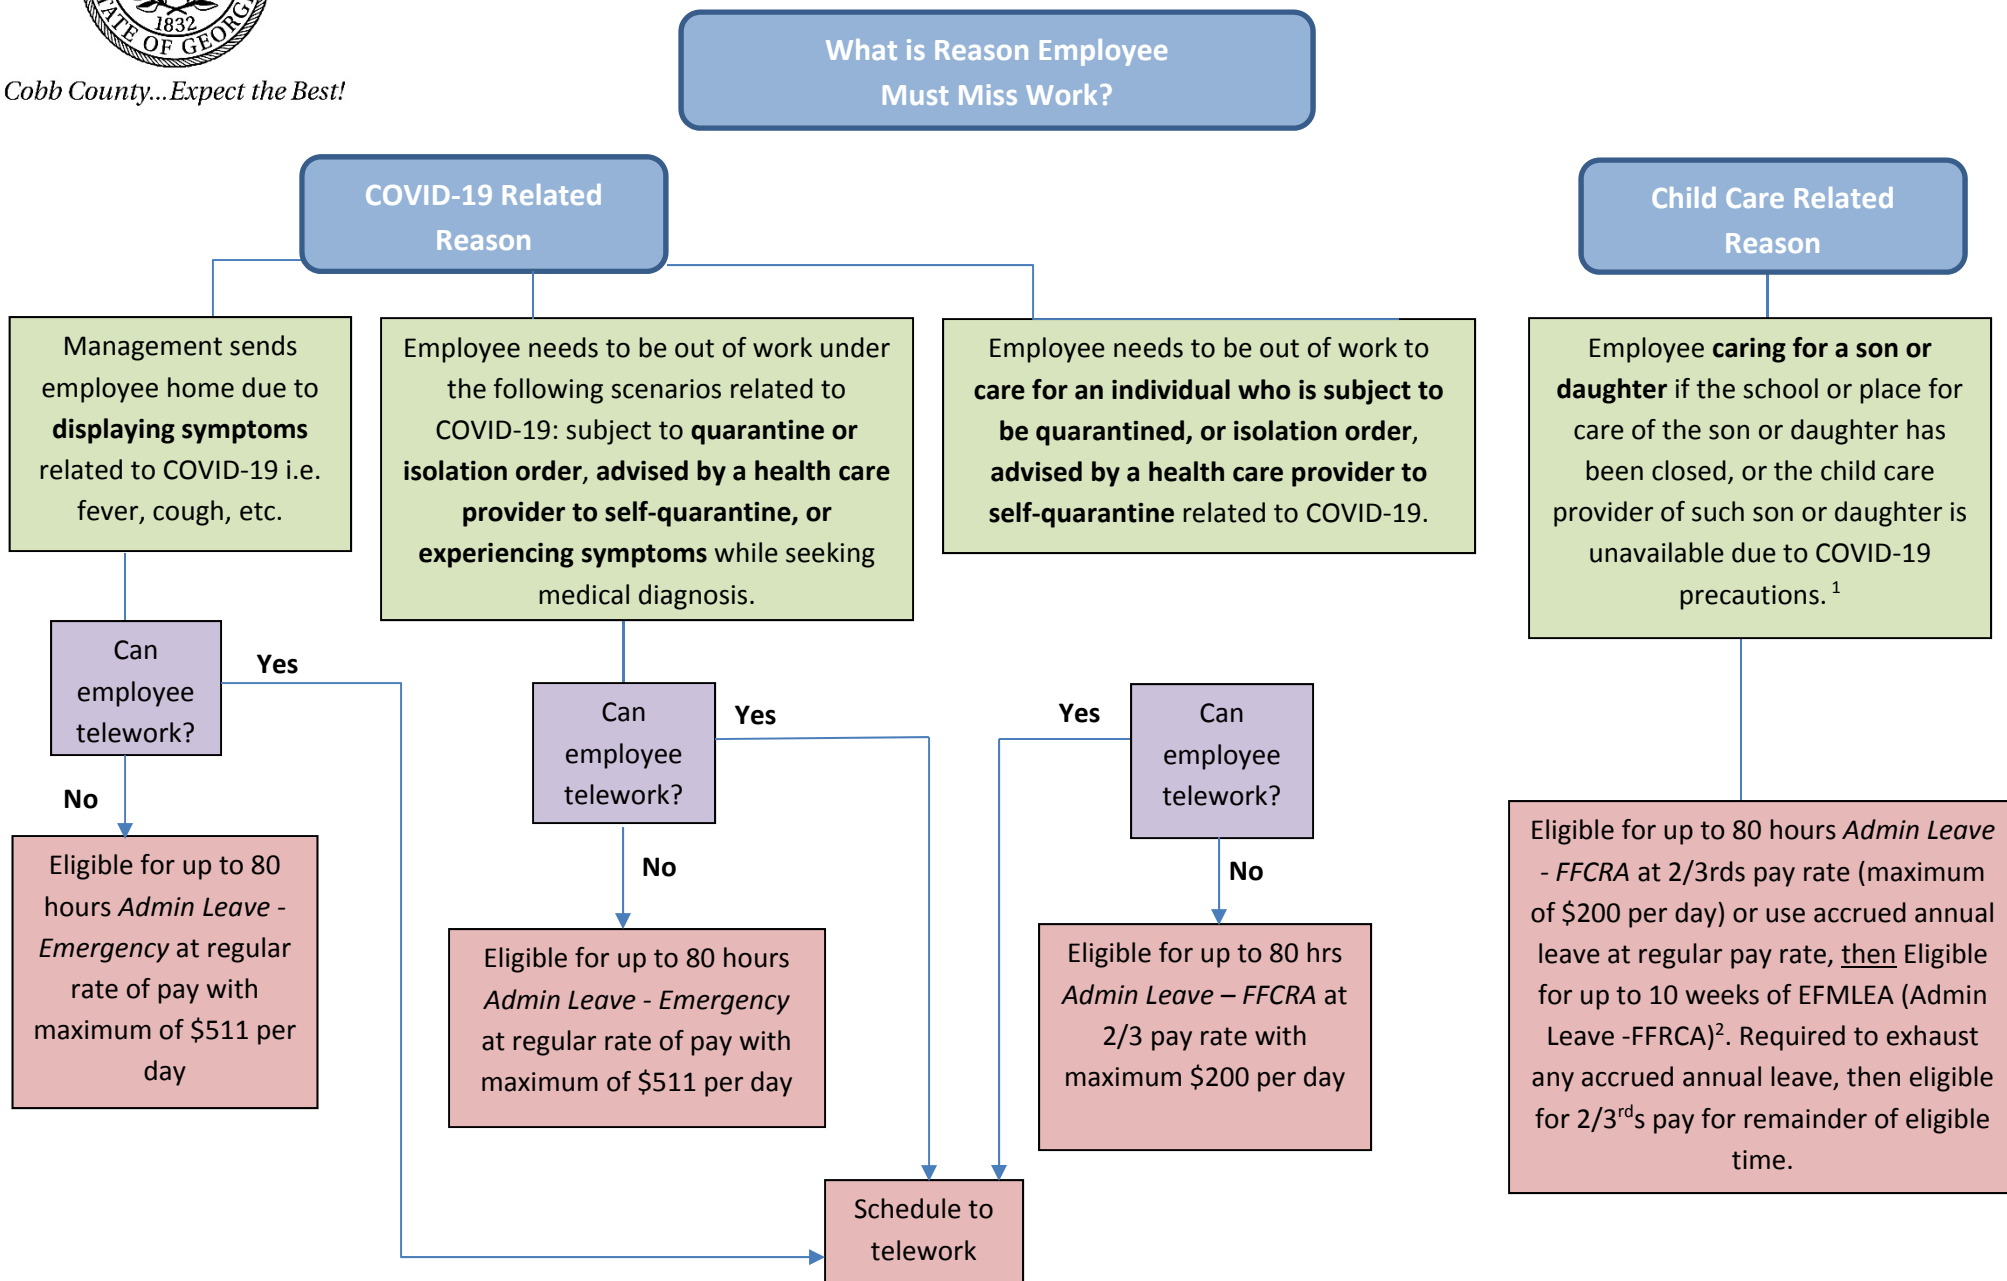 1832
STATE OF GEORGIA
Cobb County...Expect the Best!
What is Reason Employee
Must Miss Work?
COVID-19 Related
Reason
Child Care Related
Reason
Management sends
employee home due to
displaying symptoms
related to COVID-19 i.e.
fever, cough, etc.
Employee needs to be out of work under
the following scenarios related to
COVID-19: subject to quarantine or
isolation order, advised by a health care
provider to self-quarantine, or
experiencing symptoms while seeking
medical diagnosis.
Employee needs to be out of work to
care for an individual who is subject to
be quarantined, or isolation order,
advised by a health care provider to
self-quarantine related to COVID-19.
Employee caring for a son or
daughter if the school or place for
care of the son or daughter has
been closed, or the child care
provider of such son or daughter is
unavailable due to COVID-19
precautions. 1
Can
employee
telework?
Yes
No
Can
employee
telework?
Yes
No
Yes
Can
employee
telework?
No
Eligible for up to 80
hours Admin Leave -
Emergency at regular
rate of pay with
maximum of $511 per
day
Eligible for up to 80 hours
Admin Leave - Emergency
at regular rate of pay with
maximum of $511 per day
Eligible for up to 80 hrs
Admin Leave – FFCRA at
2/3 pay rate with
maximum $200 per day
Eligible for up to 80 hours Admin Leave
- FFCRA at 2/3rds pay rate (maximum
of $200 per day) or use accrued annual
leave at regular pay rate, then Eligible
for up to 10 weeks of EFMLEA (Admin
Leave -FFRCA)2. Required to exhaust
any accrued annual leave, then eligible
for 2/3rds pay for remainder of eligible
time.
Schedule to
telework